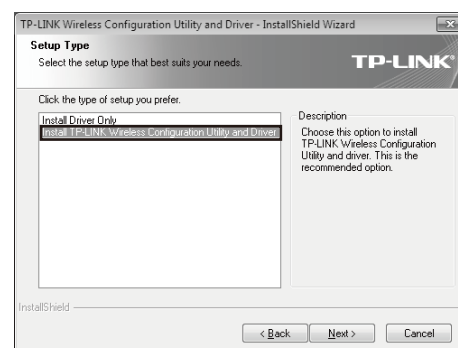 TP-LINK Wireless Configuration Utility and Driver - InstallShield Wizard
Setup Type
Select the setup type that best suits your needs.
TP-LINK®
Click the type of setup you prefer.
Install Driver Only
Install TP-LINK Wireless Configuration Utility and Driver
Description
Choose this option to install
TP-LINK Wireless Configuration
Utility and driver. This is the
recommended option.
InstallShield
< Back
Next >
Cancel